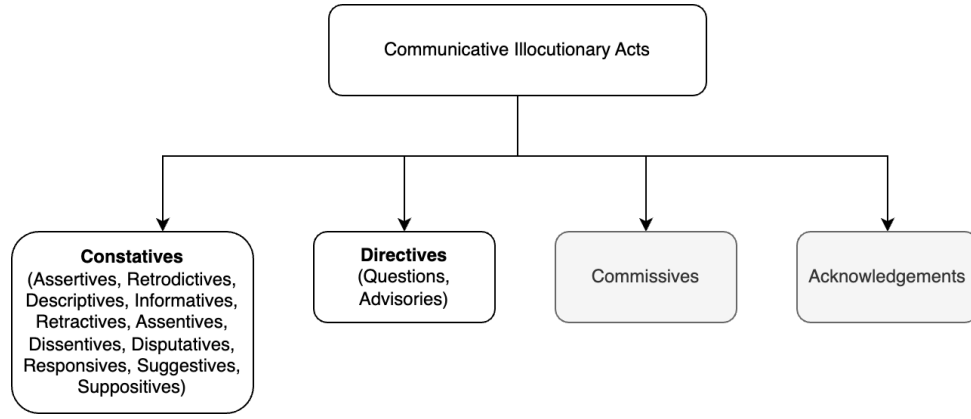 Communicative Illocutionary Acts
Constatives
(Assertives, Retrodictives,
Descriptives, Informatives,
Retractives, Assentives,
Dissentives, Disputatives,
Responsives, Suggestives,
Suppositives)
Directives
(Questions,
Advisories)
Commissives
Acknowledgements